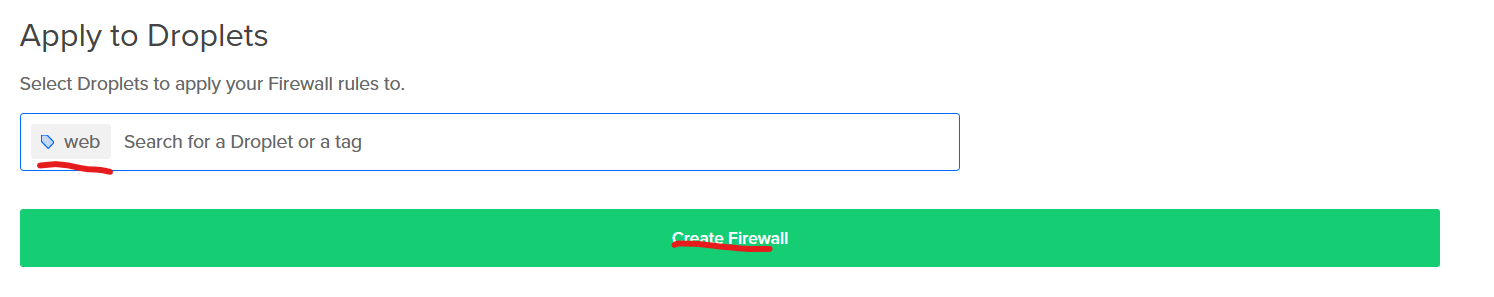 Apply to Droplets
Select Droplets to apply your Firewall rules to.
web Search for a Droplet or a tag
Create Firewall